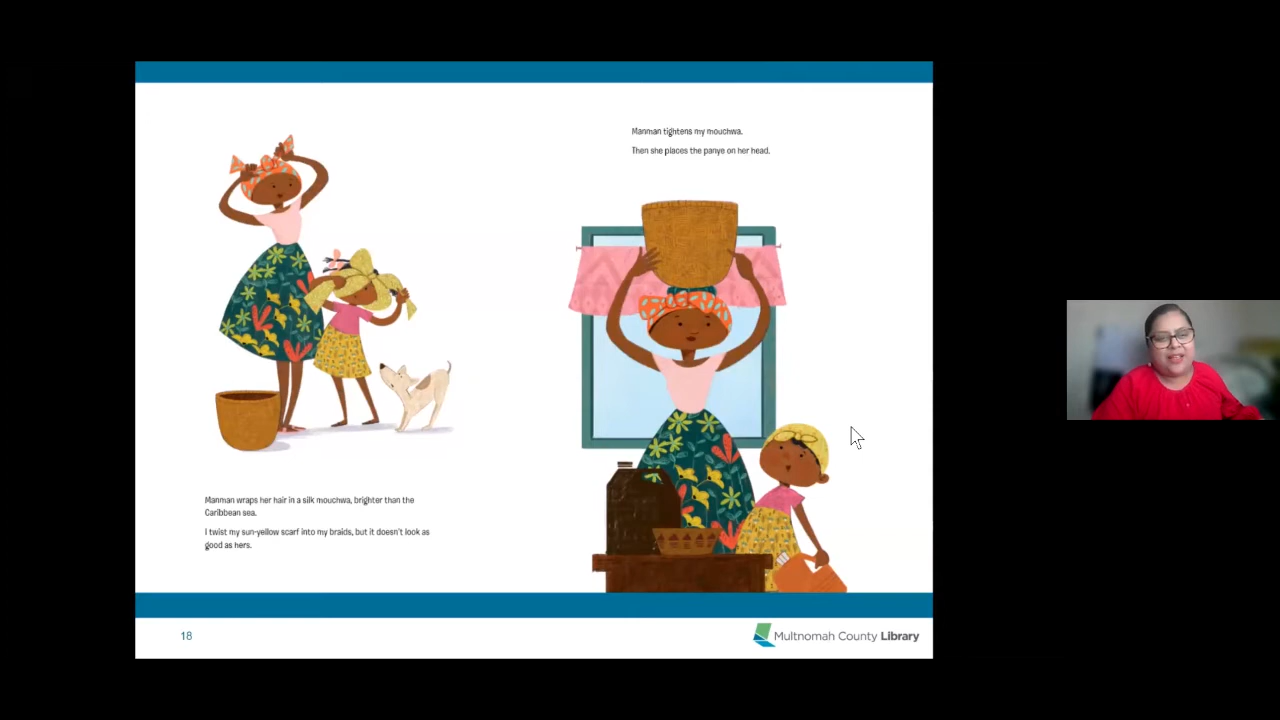 Manman wraps her hair in a silk mouchwa, brighter than the
Caribbean sea.
I twist my sun-yellow scarf into my braids, but it doesn't look as
good as hers.
Manman tightens my mouchwa.
Then she places the panye on her head.
18
Multnomah County Library